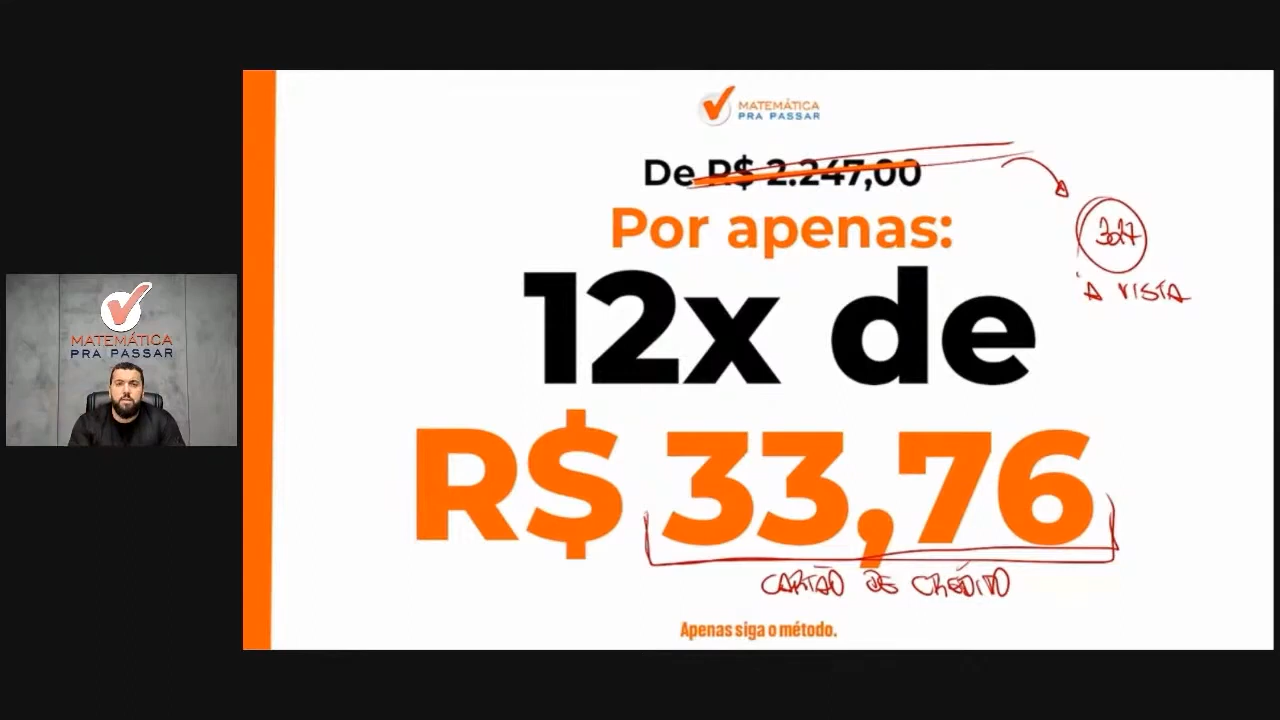 MATEMÁTICA
PRA PASSAR
MATEMÁTICA
PRA PASSAR
De R$ 2.247,00
Por apenas:
À VISTA
12x de
R$ 33,76
CARTÃO DE CRÉDITO
Apenas siga o método.